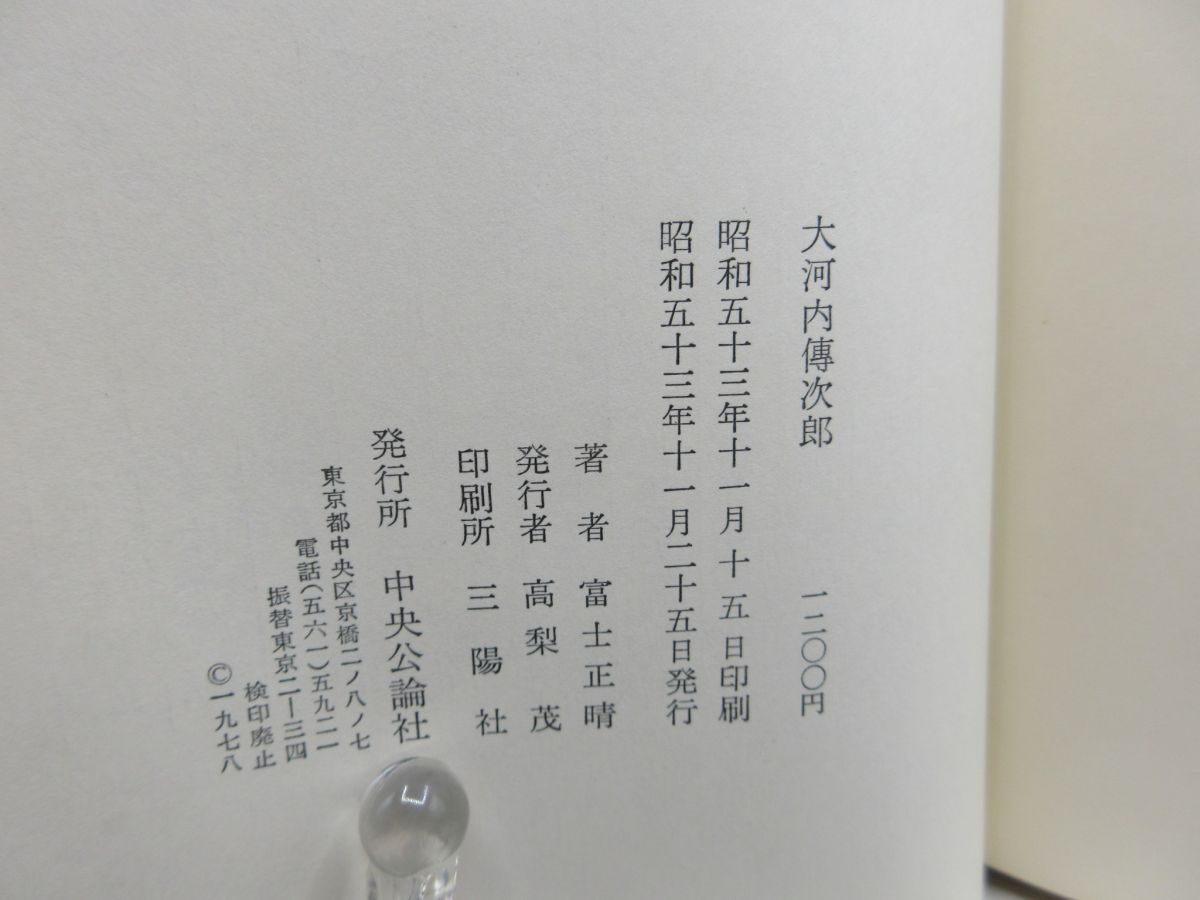 大河内傳次郎　一二〇〇円
昭和五十三年十一月十五日印刷
昭和五十三年十一月二十五日発行
著者　富士正晴
発行者　高梨茂
印刷所　三陽社
発行所　中央公論社
東京都中央区京橋二ノ八ノ七
電話(五六一)五九二一
振替東京二―三四
検印廃止
©一九七八